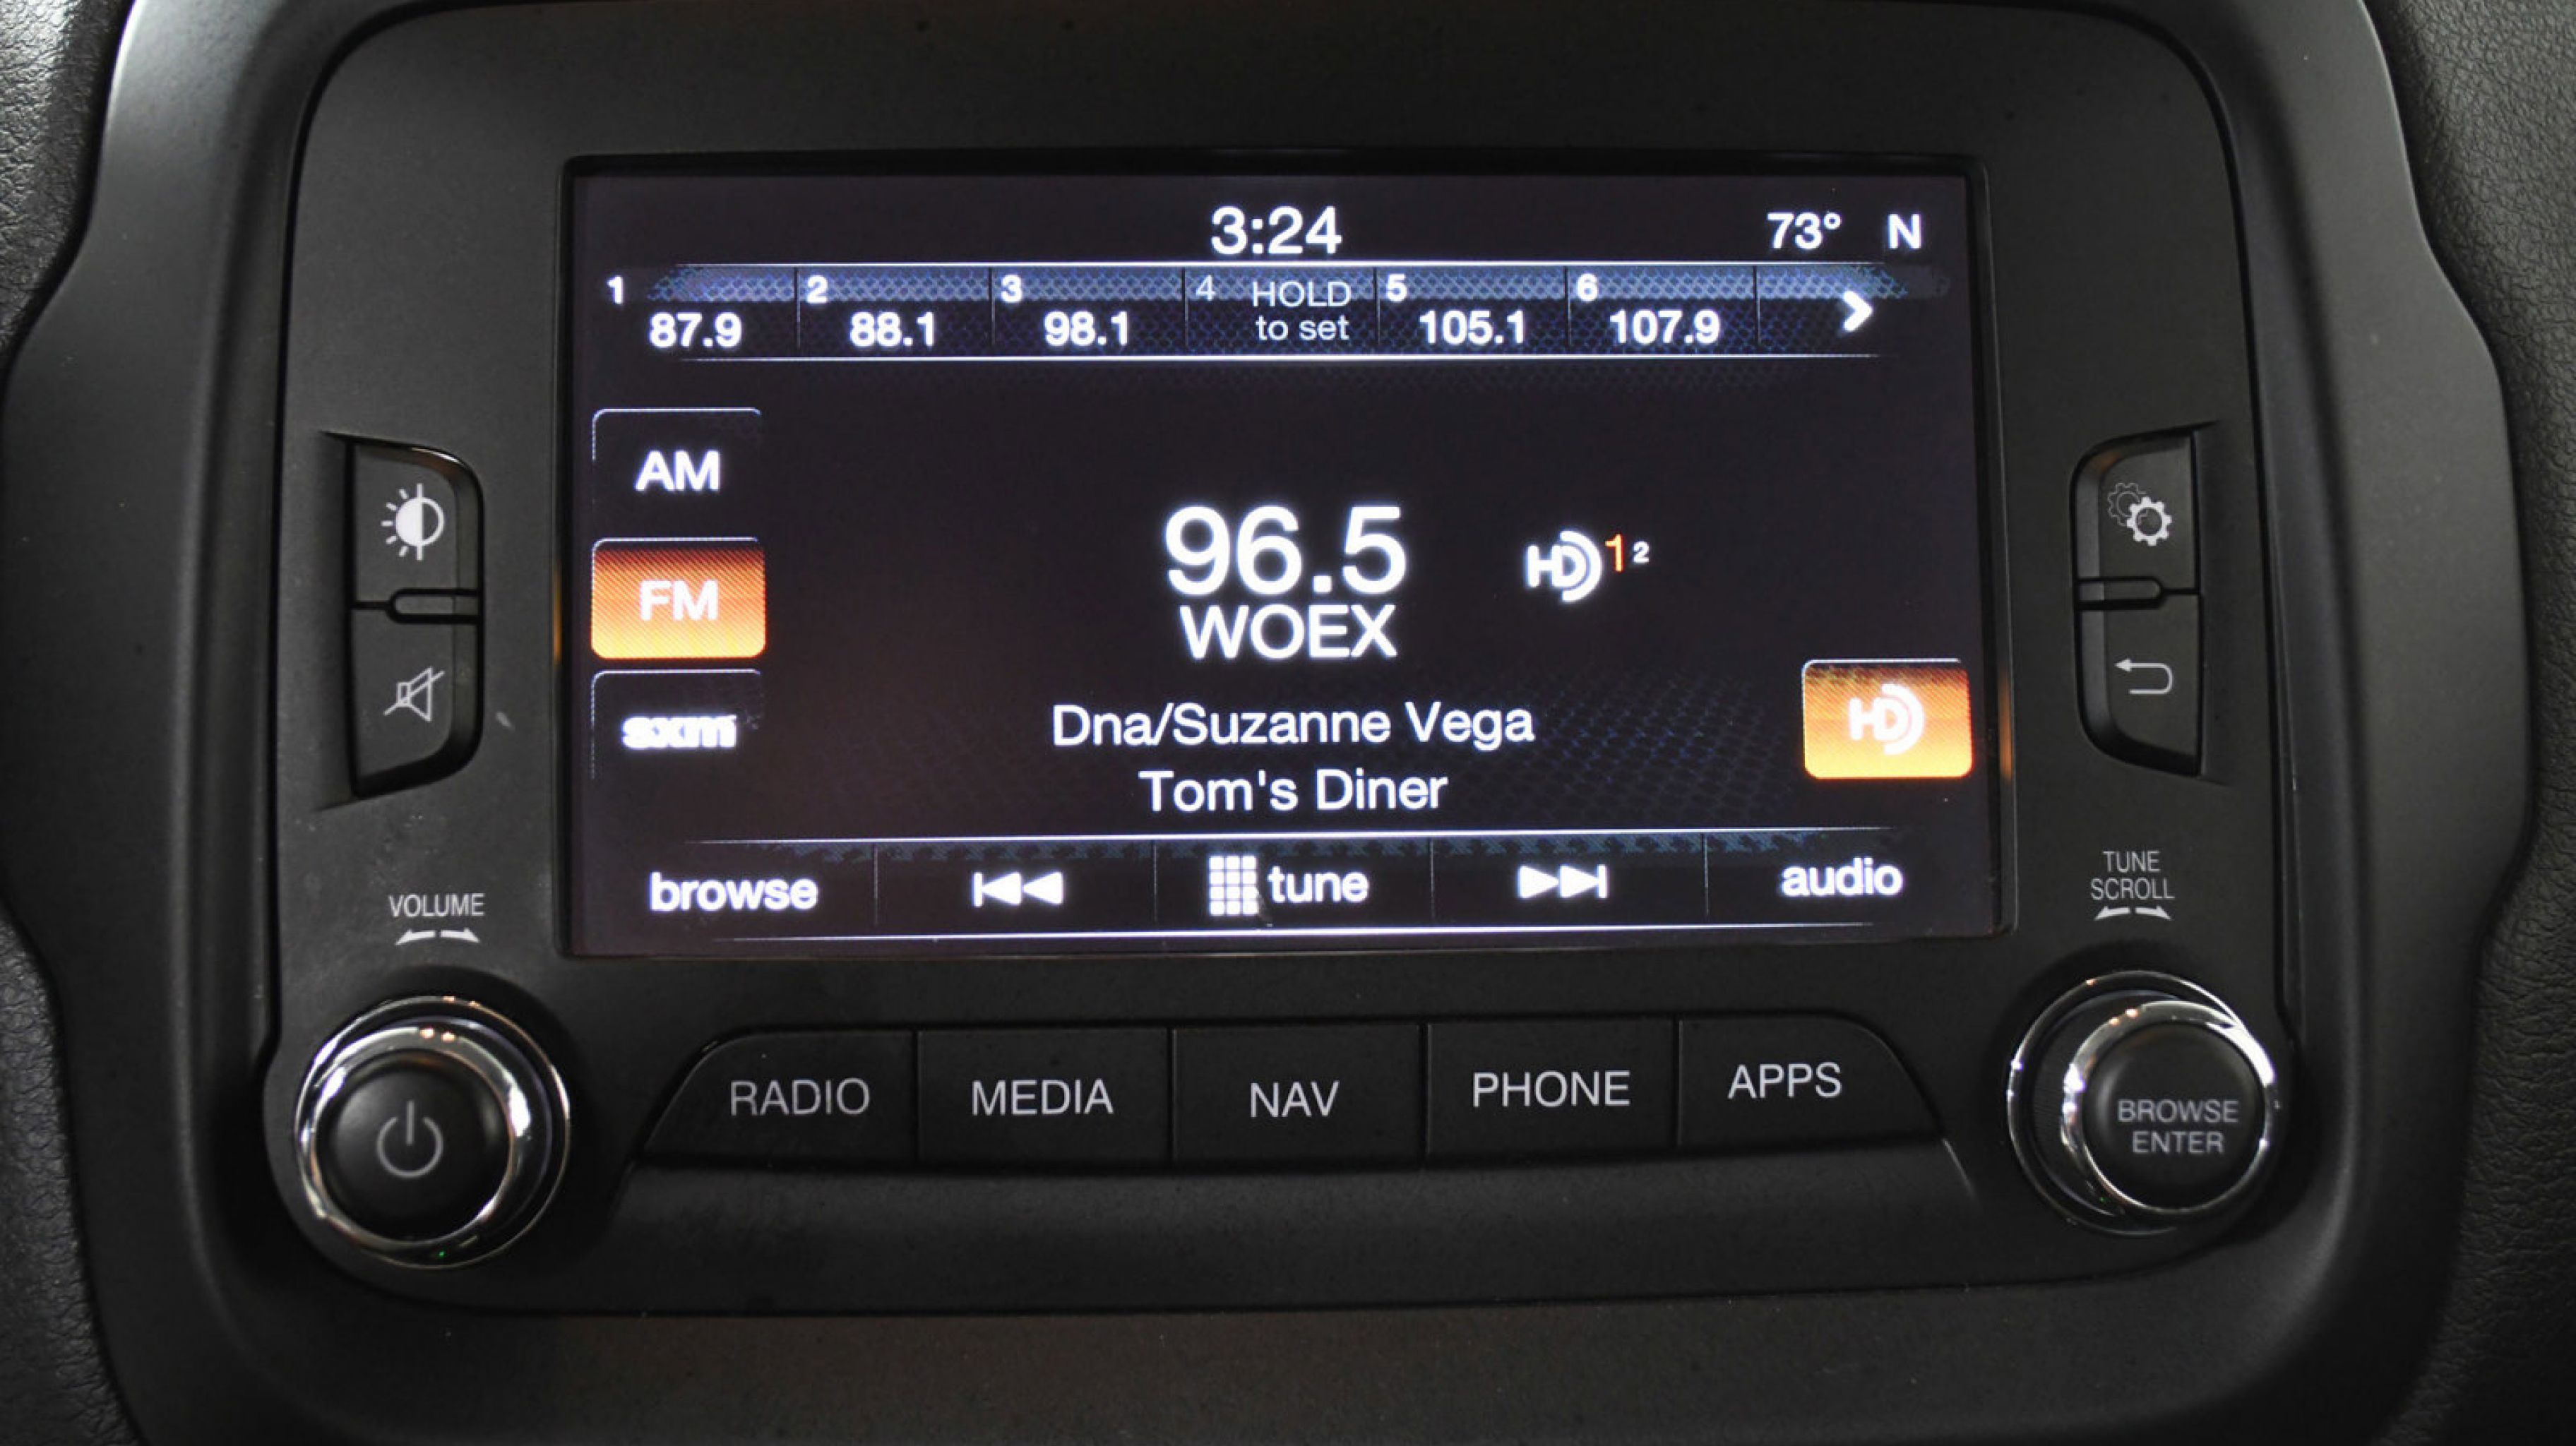 3:24
73° N
1 2 3 4 HOLD 5 6
87.9 88.1 98.1 to set 105.1 107.9
AM
96.5 HD 1 2
FM
WOEX
sxm
Dna/Suzanne Vega HD
Tom's Diner
browse tune audio
VOLUME
TUNE
SCROLL
RADIO MEDIA NAV PHONE APPS
BROWSE
ENTER